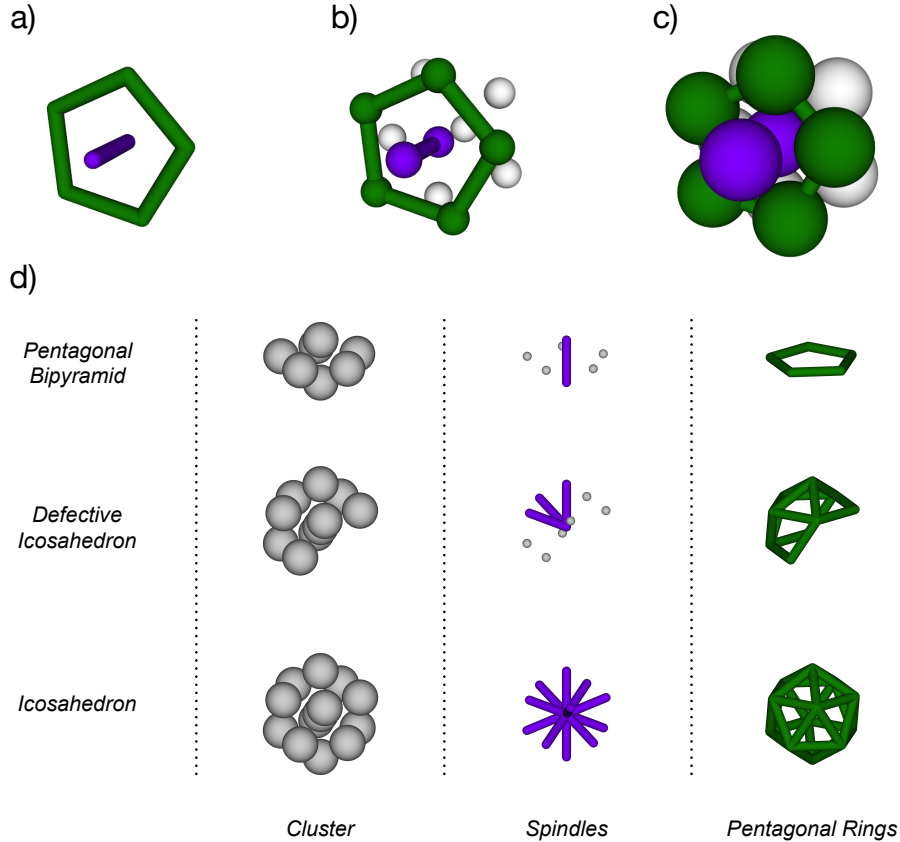 a)
b)
c)
d)
Pentagonal
Bipyramid
Defective
Icosahedron
Icosahedron
Cluster
Spindles
Pentagonal Rings